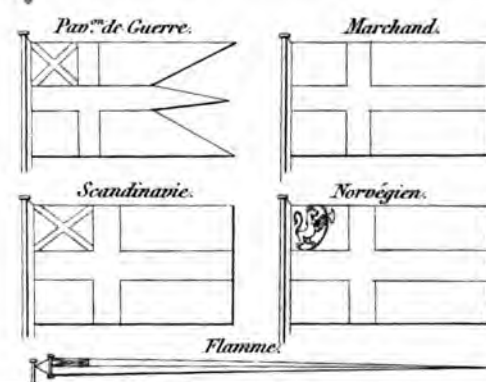 Pav.on de Guerre.
Marchand.
Scandinavie.
Norvégien.
Flamme.